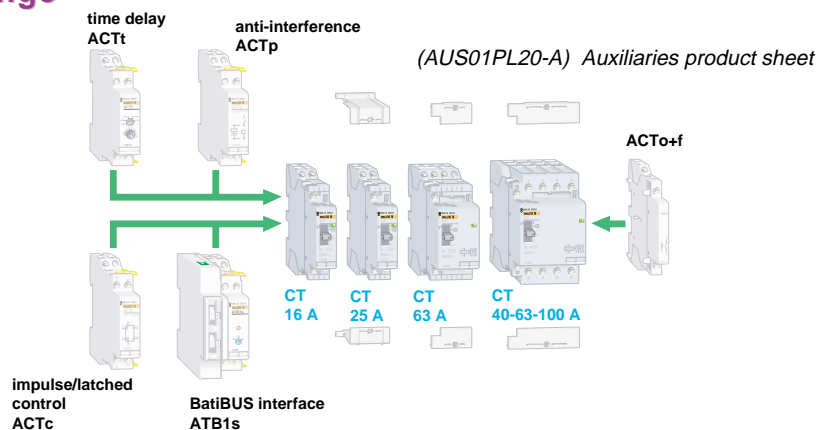 time delay
ACTt
anti-interference
ACTp
(AUS01PL20-A) Auxiliaries product sheet
ACTo+f
CT
16 A
CT
25 A
CT
63 A
CT
40-63-100 A
impulse/latched
control
ACTc
BatiBUS interface
ATB1s